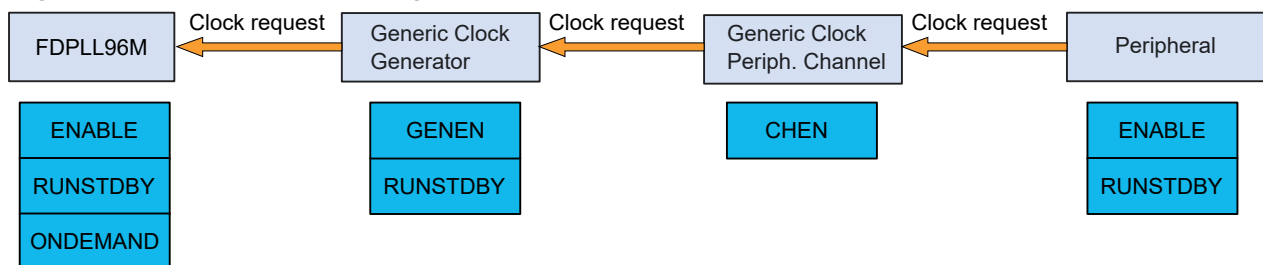 Clock request
Clock request
Clock request
FDPLL96M
Generic Clock
Generator
Generic Clock
Periph. Channel
Peripheral
ENABLE
RUNSTDBY
ONDEMAND
GENEN
RUNSTDBY
CHEN
ENABLE
RUNSTDBY